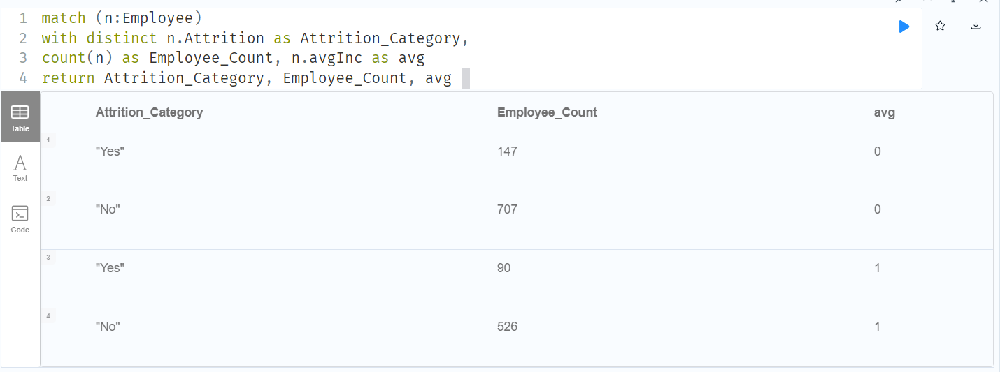 1 match (n:Employee)
2 with distinct n.Attrition as Attrition_Category,
3 count(n) as Employee_Count, n.avgInc as avg
4 return Attrition_Category, Employee_Count, avg
Table
Text
Code
Attrition_Category Employee_Count avg
1 "Yes" 147 0
2 "No" 707 0
3 "Yes" 90 1
4 "No" 526 1